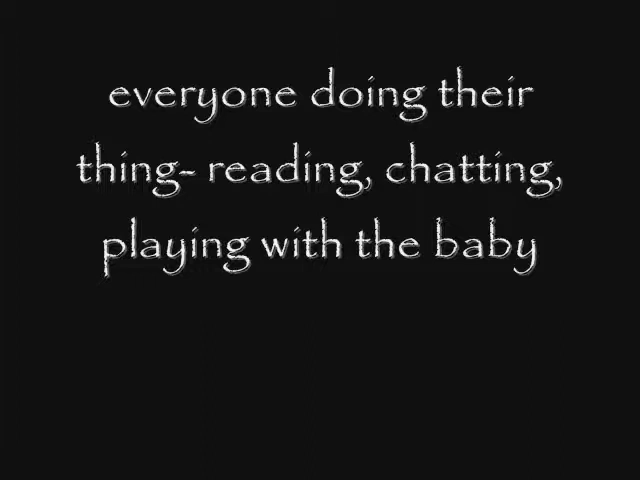 everyone doing their
thing- reading, chatting,
playing with the baby